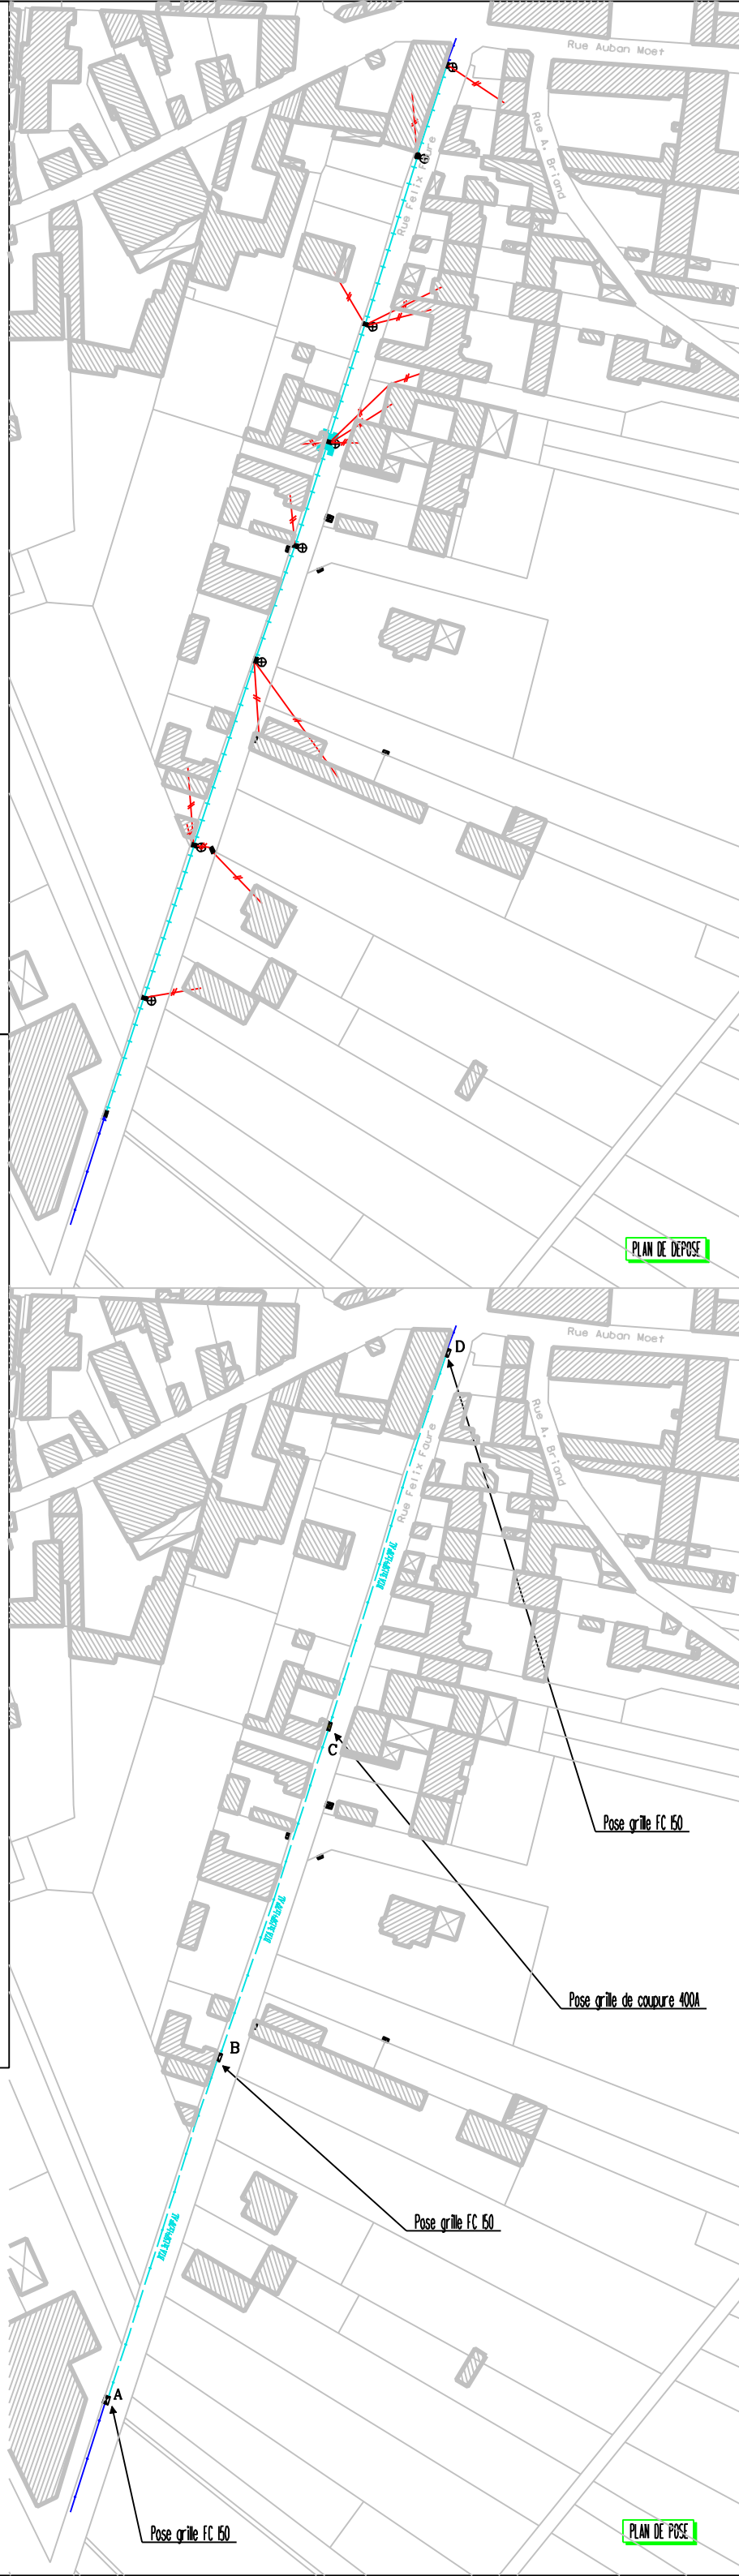 Rue Auban Moet
Rue A. Briand
Rue Felix Faure
PLAN DE DEPOSE
Rue Auban Moet
D
Rue A. Briand
Rue Felix Faure
C
Pose grille FC 150
Pose grille de coupure 400A
B
Pose grille FC 150
A
Pose grille FC 150
PLAN DE POSE